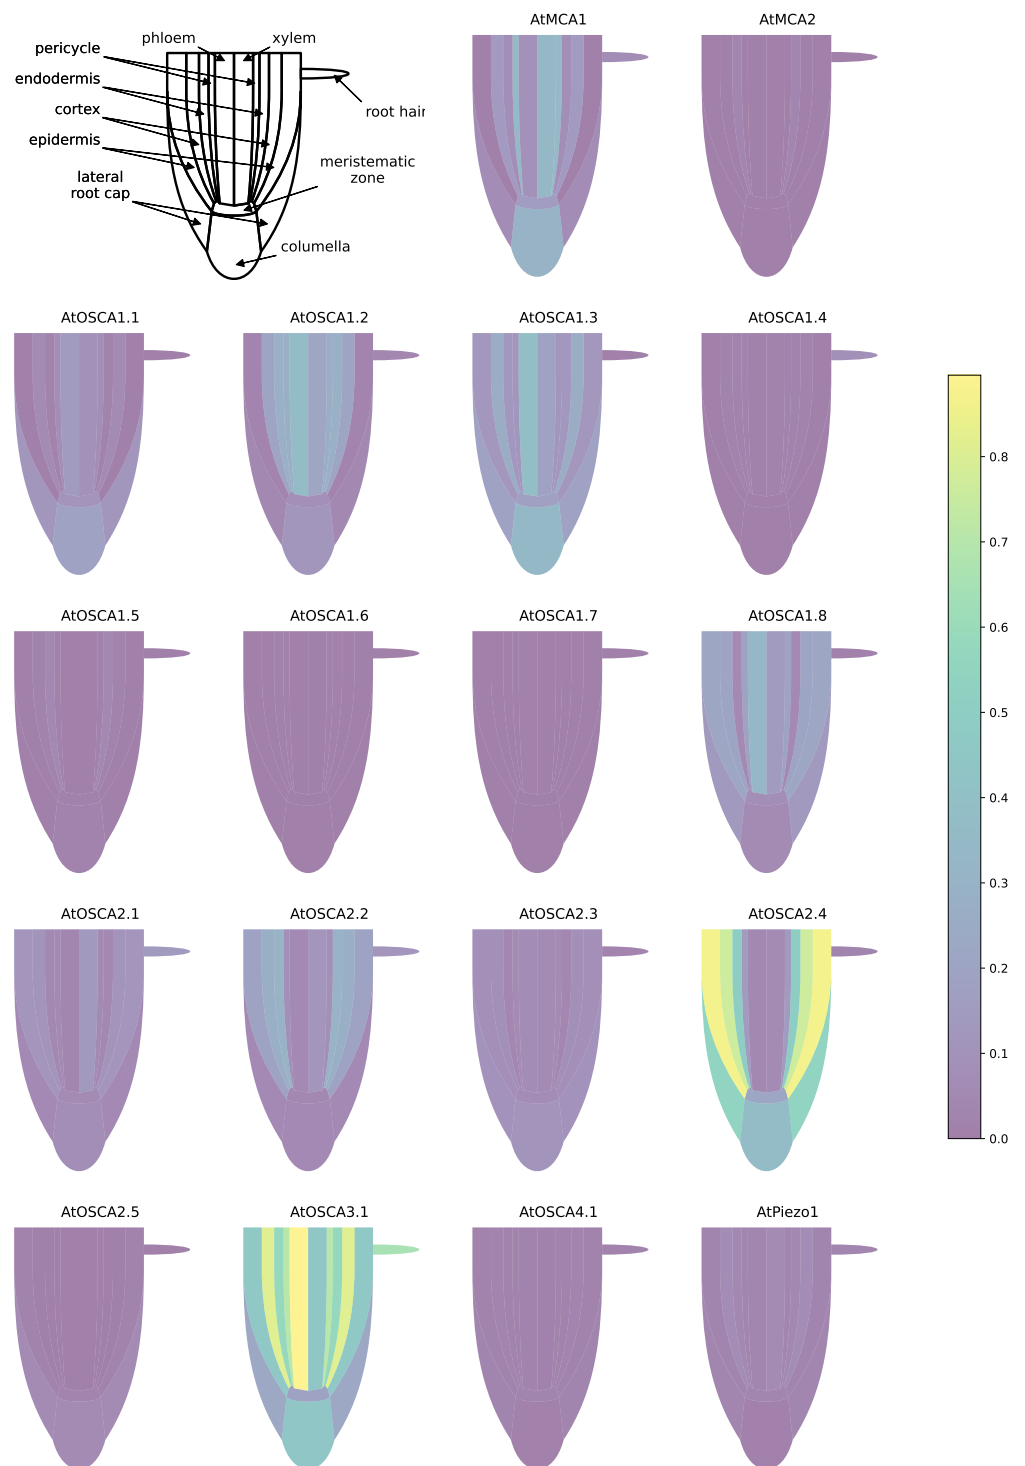 AtMCA1
AtMCA2
phloem
xylem
pericycle
endodermis
cortex
epidermis
root hair
meristematic
zone
lateral
root cap
columella
AtOSCA1.1
AtOSCA1.2
AtOSCA1.3
AtOSCA1.4
AtOSCA1.5
AtOSCA1.6
AtOSCA1.7
AtOSCA1.8
AtOSCA2.1
AtOSCA2.2
AtOSCA2.3
AtOSCA2.4
AtOSCA2.5
AtOSCA3.1
AtOSCA4.1
AtPiezo1
0.8
0.7
0.6
0.5
0.4
0.3
0.2
0.1
0.0